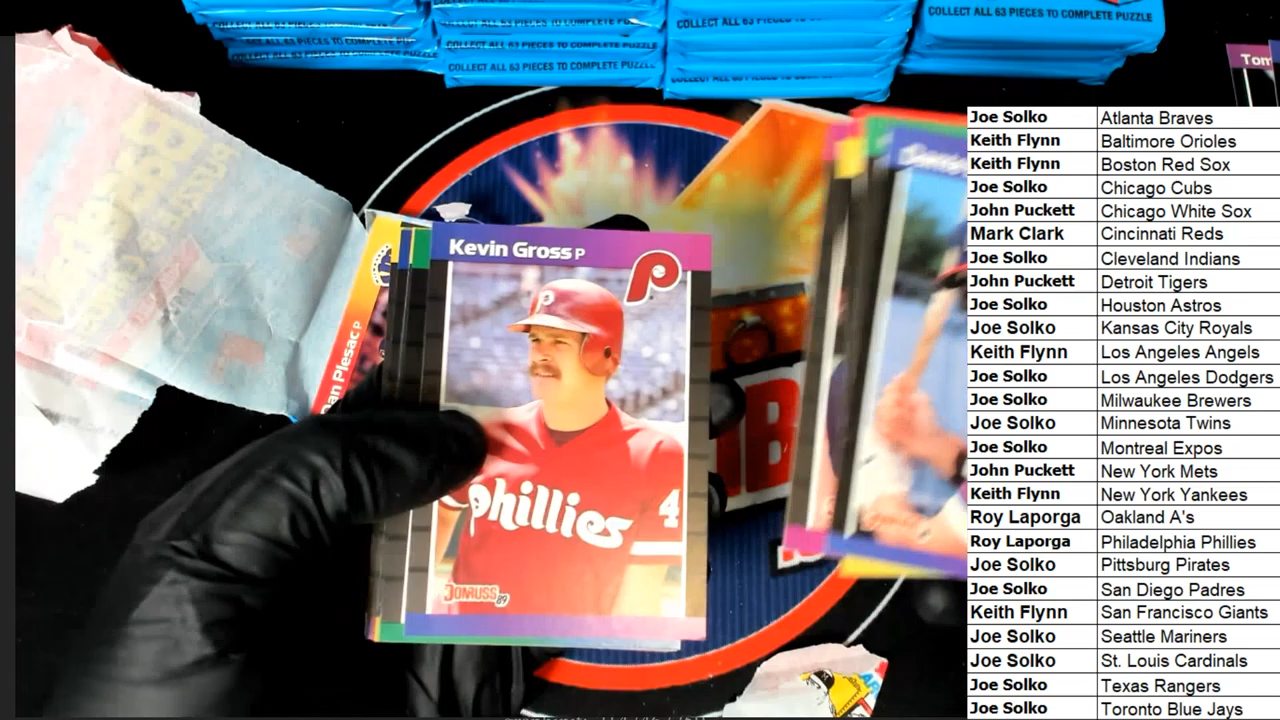 COLLECT ALL 63 PIECES TO COMPLETE PUZZLE
COLLECT ALL 63 PIECES TO COMPLETE PUZZLE
COLLECT ALL 63 PIECES TO COMPLETE PUZZLE
COLLECT ALL 63 PIECES TO COMPLETE PUZZLE
Tom
Kevin Gross P
P
Dan Plesac P
phillies
4
DONRUSS 89
Joe Solko Atlanta Braves
Keith Flynn Baltimore Orioles
Keith Flynn Boston Red Sox
Joe Solko Chicago Cubs
John Puckett Chicago White Sox
Mark Clark Cincinnati Reds
Joe Solko Cleveland Indians
John Puckett Detroit Tigers
Joe Solko Houston Astros
Joe Solko Kansas City Royals
Keith Flynn Los Angeles Angels
Joe Solko Los Angeles Dodgers
Joe Solko Milwaukee Brewers
Joe Solko Minnesota Twins
Joe Solko Montreal Expos
John Puckett New York Mets
Keith Flynn New York Yankees
Roy Laporga Oakland A's
Roy Laporga Philadelphia Phillies
Joe Solko Pittsburg Pirates
Joe Solko San Diego Padres
Keith Flynn San Francisco Giants
Joe Solko Seattle Mariners
Joe Solko St. Louis Cardinals
Joe Solko Texas Rangers
Joe Solko Toronto Blue Jays